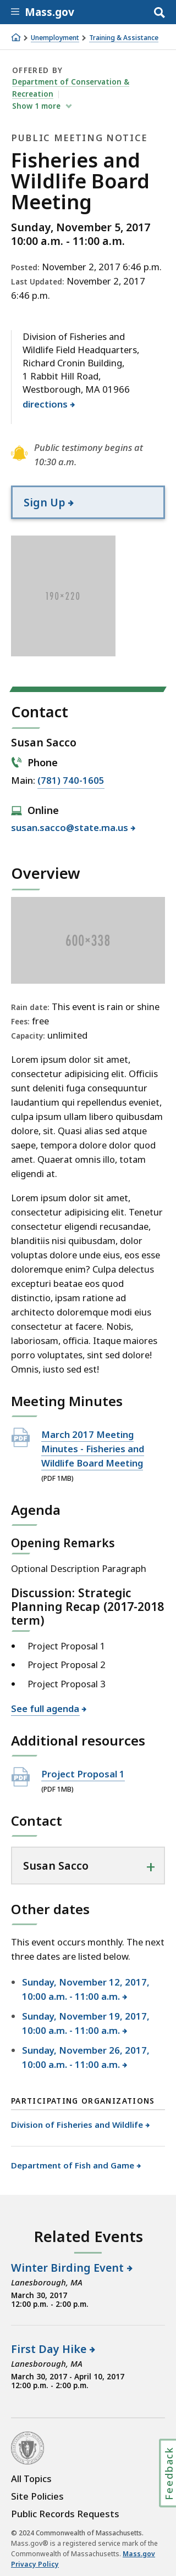 Mass.gov
Unemployment
Training & Assistance
OFFERED BY
Department of Conservation &
Recreation
Show 1 more
PUBLIC MEETING NOTICE
Fisheries and
Wildlife Board
Meeting
Sunday, November 5, 2017
10:00 a.m. - 11:00 a.m.
Posted: November 2, 2017 6:46 p.m.
Last Updated: November 2, 2017
6:46 p.m.
Division of Fisheries and
Wildlife Field Headquarters,
Richard Cronin Building,
1 Rabbit Hill Road,
Westborough, MA 01966
directions
Public testimony begins at
10:30 a.m.
Sign Up
190×220
Contact
Susan Sacco
Phone
Main: (781) 740-1605
Online
susan.sacco@state.ma.us
Overview
600×338
Rain date: This event is rain or shine
Fees: free
Capacity: unlimited
Lorem ipsum dolor sit amet,
consectetur adipisicing elit. Debitis
sunt deleniti consequuntur
laudantium, qui eveniet quaerat,
culpa ipsum ullam libero quibusdam
quos dolor. Quasi alias sed atque
saepe, tempora dolore ab dolor
amet. Quaerat omnis illo, totam
eligendi at.
Lorem ipsum dolor sit amet,
consectetur adipisicing elit. Tenetur
consectetur eligendi recusandae,
blanditiis nisi omnis ab, corporis
voluptate dolore vel duis eos, esse
doloremque enim? Culpa delectus
excepturi beatae odio sequi
architecto doloremque modi eius
consectetur at facere. Nobis,
laboriosam, officia. Itaque maiores
porro voluptates, sint sed dolore!
Omnis, iusto sed est!
Meeting Minutes
PDF
March 2017 Meeting
Minutes - Fisheries and
Wildlife Board Meeting
(PDF 1MB)
Agenda
Opening Remarks
Optional Description Paragraph
Discussion: Strategic
Planning Recap (2017-2018
term)
• Project Proposal 1
• Project Proposal 2
• Project Proposal 3
See full agenda
Additional resources
PDF
Project Proposal 1
(PDF 1MB)
Contact
Susan Sacco
Other dates
This event occurs monthly. The next
three dates are listed below.
• Sunday, November 12, 2017,
10:00 a.m. - 11:00 a.m.
• Sunday, November 19, 2017,
10:00 a.m. - 11:00 a.m.
• Sunday, November 26, 2017,
10:00 a.m. - 11:00 a.m.
PARTICIPATING ORGANIZATIONS
Division of Fisheries and Wildlife
Department of Fish and Game
Related Events
Winter Birding Event
Lanesborough, MA
March 30, 2017
12:00 p.m. - 2:00 p.m.
First Day Hike
Lanesborough, MA
March 30, 2017 - April 10, 2017
12:00 p.m. - 2:00 p.m.
Feedback
All Topics
Site Policies
Public Records Requests
© 2024 Commonwealth of Massachusetts.
Mass.gov® is a registered service mark of the
Commonwealth of Massachusetts. Mass.gov
Privacy Policy